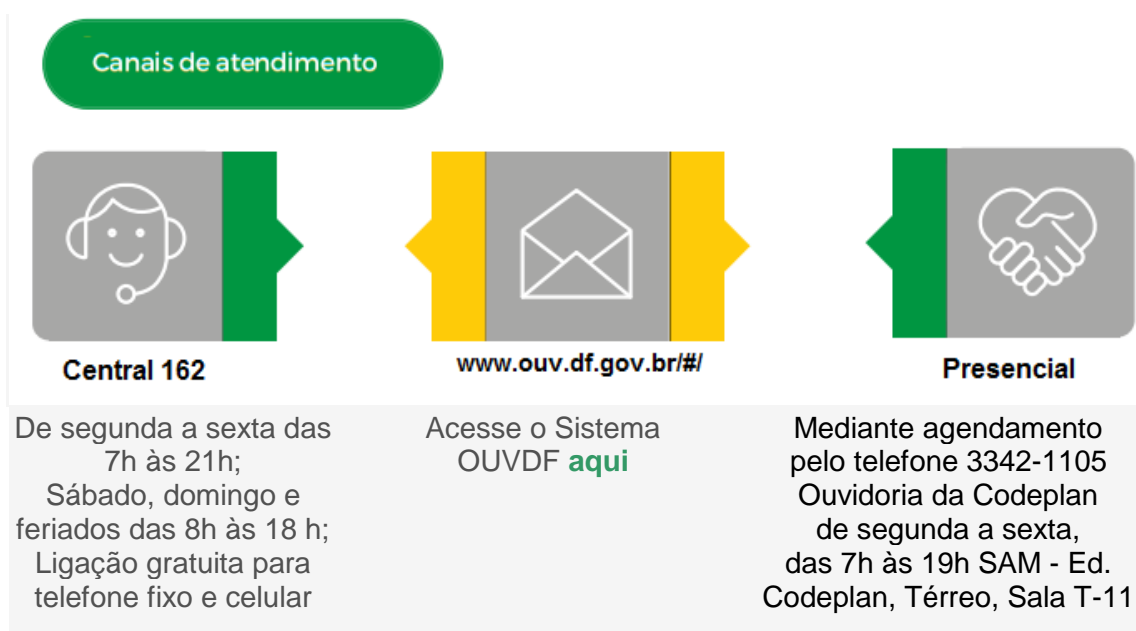 Canais de atendimento
Central 162
De segunda a sexta das
7h às 21h;
Sábado, domingo e
feriados das 8h às 18 h;
Ligação gratuita para
telefone fixo e celular
www.ouv.df.gov.br/#/
Acesse o Sistema
OUVDF aqui
Presencial
Mediante agendamento
pelo telefone 3342-1105
Ouvidoria da Codeplan
de segunda a sexta,
das 7h às 19h SAM - Ed.
Codeplan, Térreo, Sala T-11